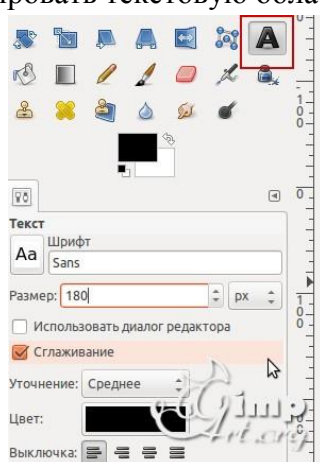 ировать текстовую обла
A
Текст
Aa
Шрифт
Sans
Размер: 180 px
Использовать диалог редактора
Сглаживание
Уточнение: Среднее
Цвет:
Выключка:
Gimp
Art.org